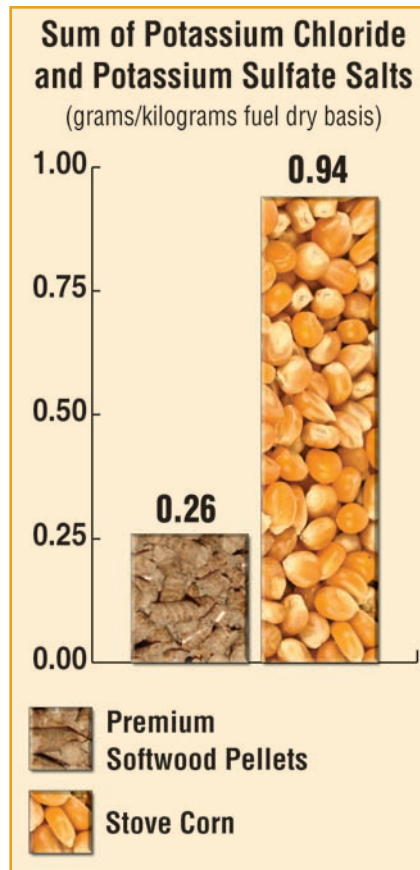 Sum of Potassium Chloride
and Potassium Sulfate Salts
(grams/kilograms fuel dry basis)
1.00
0.94
0.75
0.50
0.26
0.25
0.00
Premium
Softwood Pellets
Stove Corn